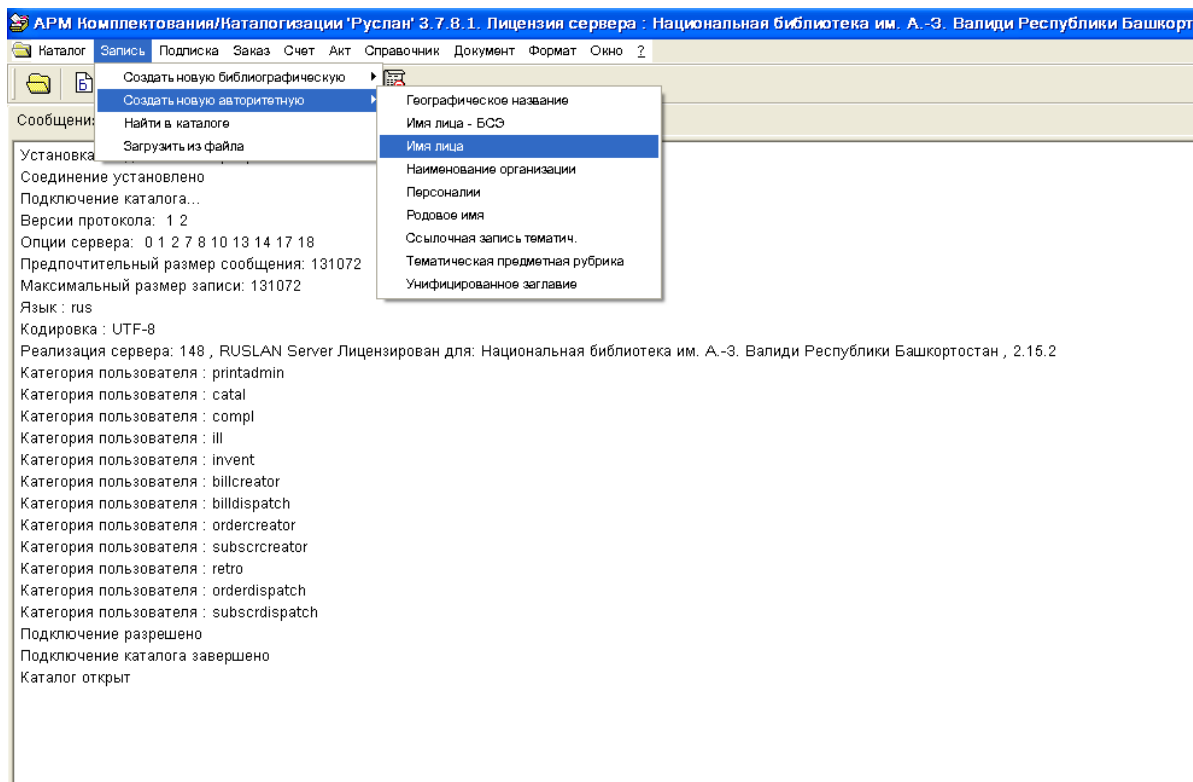 АРМ Комплектования/Каталогизации 'Руслан' 3.7.8.1. Лицензия сервера : Национальная библиотека им. А.-З. Валиди Республики Башкорт
Каталог Запись Подписка Заказ Счет Акт Справочник Документ Формат Окно ?
Создать новую библиографическую
Создать новую авторитетную
Найти в каталоге
Загрузить из файла
Географическое название
Имя лица - БСЭ
Имя лица
Наименование организации
Персоналии
Родовое имя
Ссылочная запись тематич.
Тематическая предметная рубрика
Унифицированное заглавие
Сообщени
Установка
Соединение установлено
Подключение каталога...
Версии протокола: 1 2
Опции сервера: 0 1 2 7 8 10 13 14 17 18
Предпочтительный размер сообщения: 131072
Максимальный размер записи: 131072
Язык : rus
Кодировка : UTF-8
Реализация сервера: 148 , RUSLAN Server Лицензирован для: Национальная библиотека им. А.-З. Валиди Республики Башкортостан , 2.15.2
Категория пользователя : printadmin
Категория пользователя : catal
Категория пользователя : compl
Категория пользователя : ill
Категория пользователя : invent
Категория пользователя : billcreator
Категория пользователя : billdispatch
Категория пользователя : ordercreator
Категория пользователя : subscrcreator
Категория пользователя : retro
Категория пользователя : orderdispatch
Категория пользователя : subscrdispatch
Подключение разрешено
Подключение каталога завершено
Каталог открыт